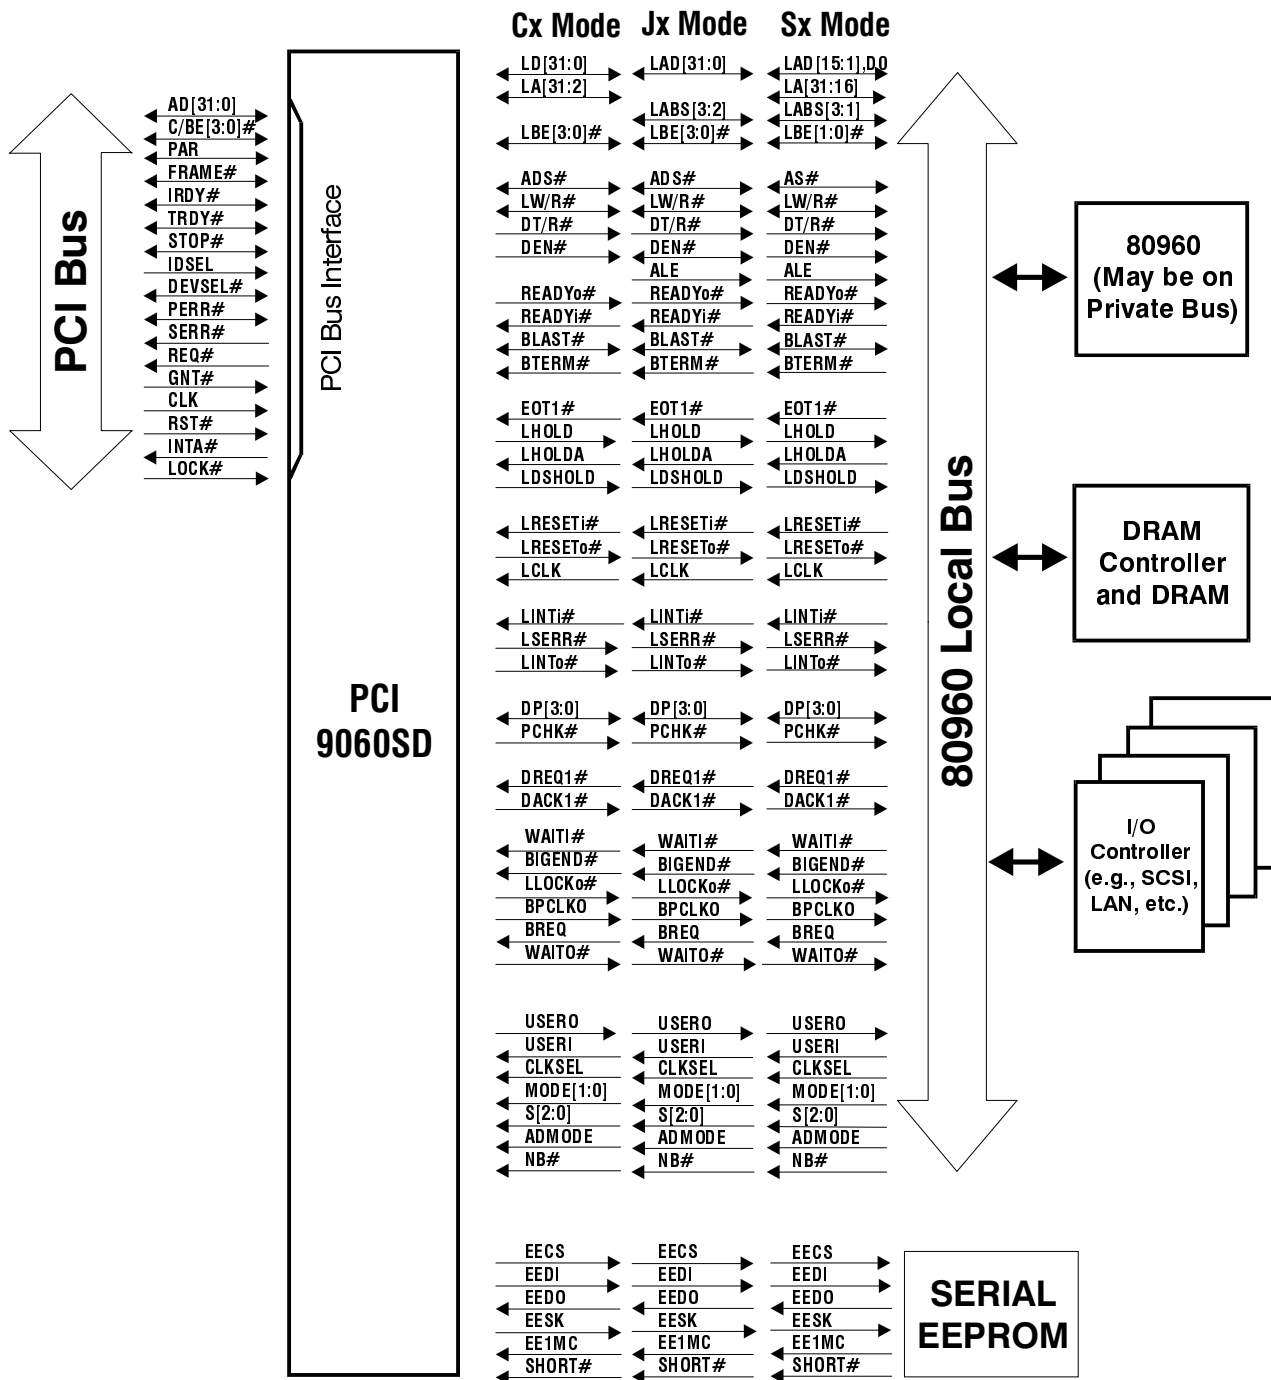 Cx Mode Jx Mode Sx Mode
LD[31:0] LAD[31:0] LAD[15:1],D0
LA[31:2] LA[31:16]
LABS[3:2] LABS[3:1]
LBE[3:0]# LBE[3:0]# LBE[1:0]#
ADS# ADS# AS#
LW/R# LW/R# LW/R#
DT/R# DT/R# DT/R#
DEN# DEN# DEN#
ALE ALE
READYo# READYo# READYo#
READYi# READYi# READYi#
BLAST# BLAST# BLAST#
BTERM# BTERM# BTERM#
EOT1# EOT1# EOT1#
LHOLD LHOLD LHOLD
LHOLDA LHOLDA LHOLDA
LDSHOLD LDSHOLD LDSHOLD
LRESETi# LRESETi# LRESETi#
LRESETo# LRESETo# LRESETo#
LCLK LCLK LCLK
LINTi# LINTi# LINTi#
LSERR# LSERR# LSERR#
LINTo# LINTo# LINTo#
DP[3:0] DP[3:0] DP[3:0]
PCHK# PCHK# PCHK#
DREQ1# DREQ1# DREQ1#
DACK1# DACK1# DACK1#
WAITI# WAITI# WAITI#
BIGEND# BIGEND# BIGEND#
LLOCKo# LLOCKo# LLOCKo#
BPCLKO BPCLKO BPCLKO
BREQ BREQ BREQ
WAITO# WAITO# WAITO#
USERO USERO USERO
USERI USERI USERI
CLKSEL CLKSEL CLKSEL
MODE[1:0] MODE[1:0] MODE[1:0]
S[2:0] S[2:0] S[2:0]
ADMODE ADMODE ADMODE
NB# NB# NB#
EECS EECS EECS
EEDI EEDI EEDI
EEDO EEDO EEDO
EESK EESK EESK
EE1MC EE1MC EE1MC
SHORT# SHORT# SHORT#
PCI Bus
AD[31:0]
C/BE[3:0]#
PAR
FRAME#
IRDY#
TRDY#
STOP#
IDSEL
DEVSEL#
PERR#
SERR#
REQ#
GNT#
CLK
RST#
INTA#
LOCK#
PCI Bus Interface
PCI
9060SD
80960 Local Bus
80960
(May be on
Private Bus)
DRAM
Controller
and DRAM
I/O
Controller
(e.g., SCSI,
LAN, etc.)
SERIAL
EEPROM